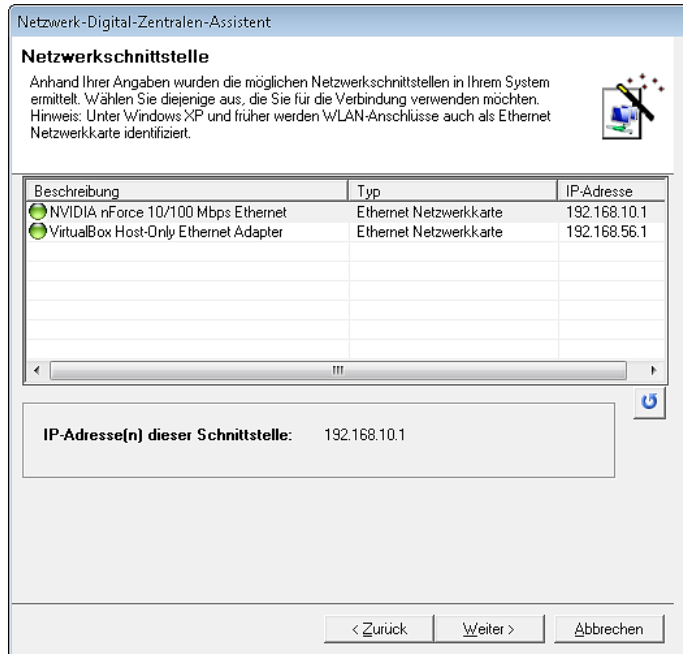 Netzwerk-Digital-Zentralen-Assistent
Netzwerkschnittstelle
Anhand Ihrer Angaben wurden die möglichen Netzwerkschnittstellen in Ihrem System
ermittelt. Wählen Sie diejenige aus, die Sie für die Verbindung verwenden möchten.
Hinweis: Unter Windows XP und früher werden WLAN-Anschlüsse auch als Ethernet
Netzwerkkarte identifiziert.
Beschreibung Typ IP-Adresse
NVIDIA nForce 10/100 Mbps Ethernet Ethernet Netzwerkkarte 192.168.10.1
VirtualBox Host-Only Ethernet Adapter Ethernet Netzwerkkarte 192.168.56.1
IP-Adresse(n) dieser Schnittstelle: 192.168.10.1
< Zurück Weiter > Abbrechen